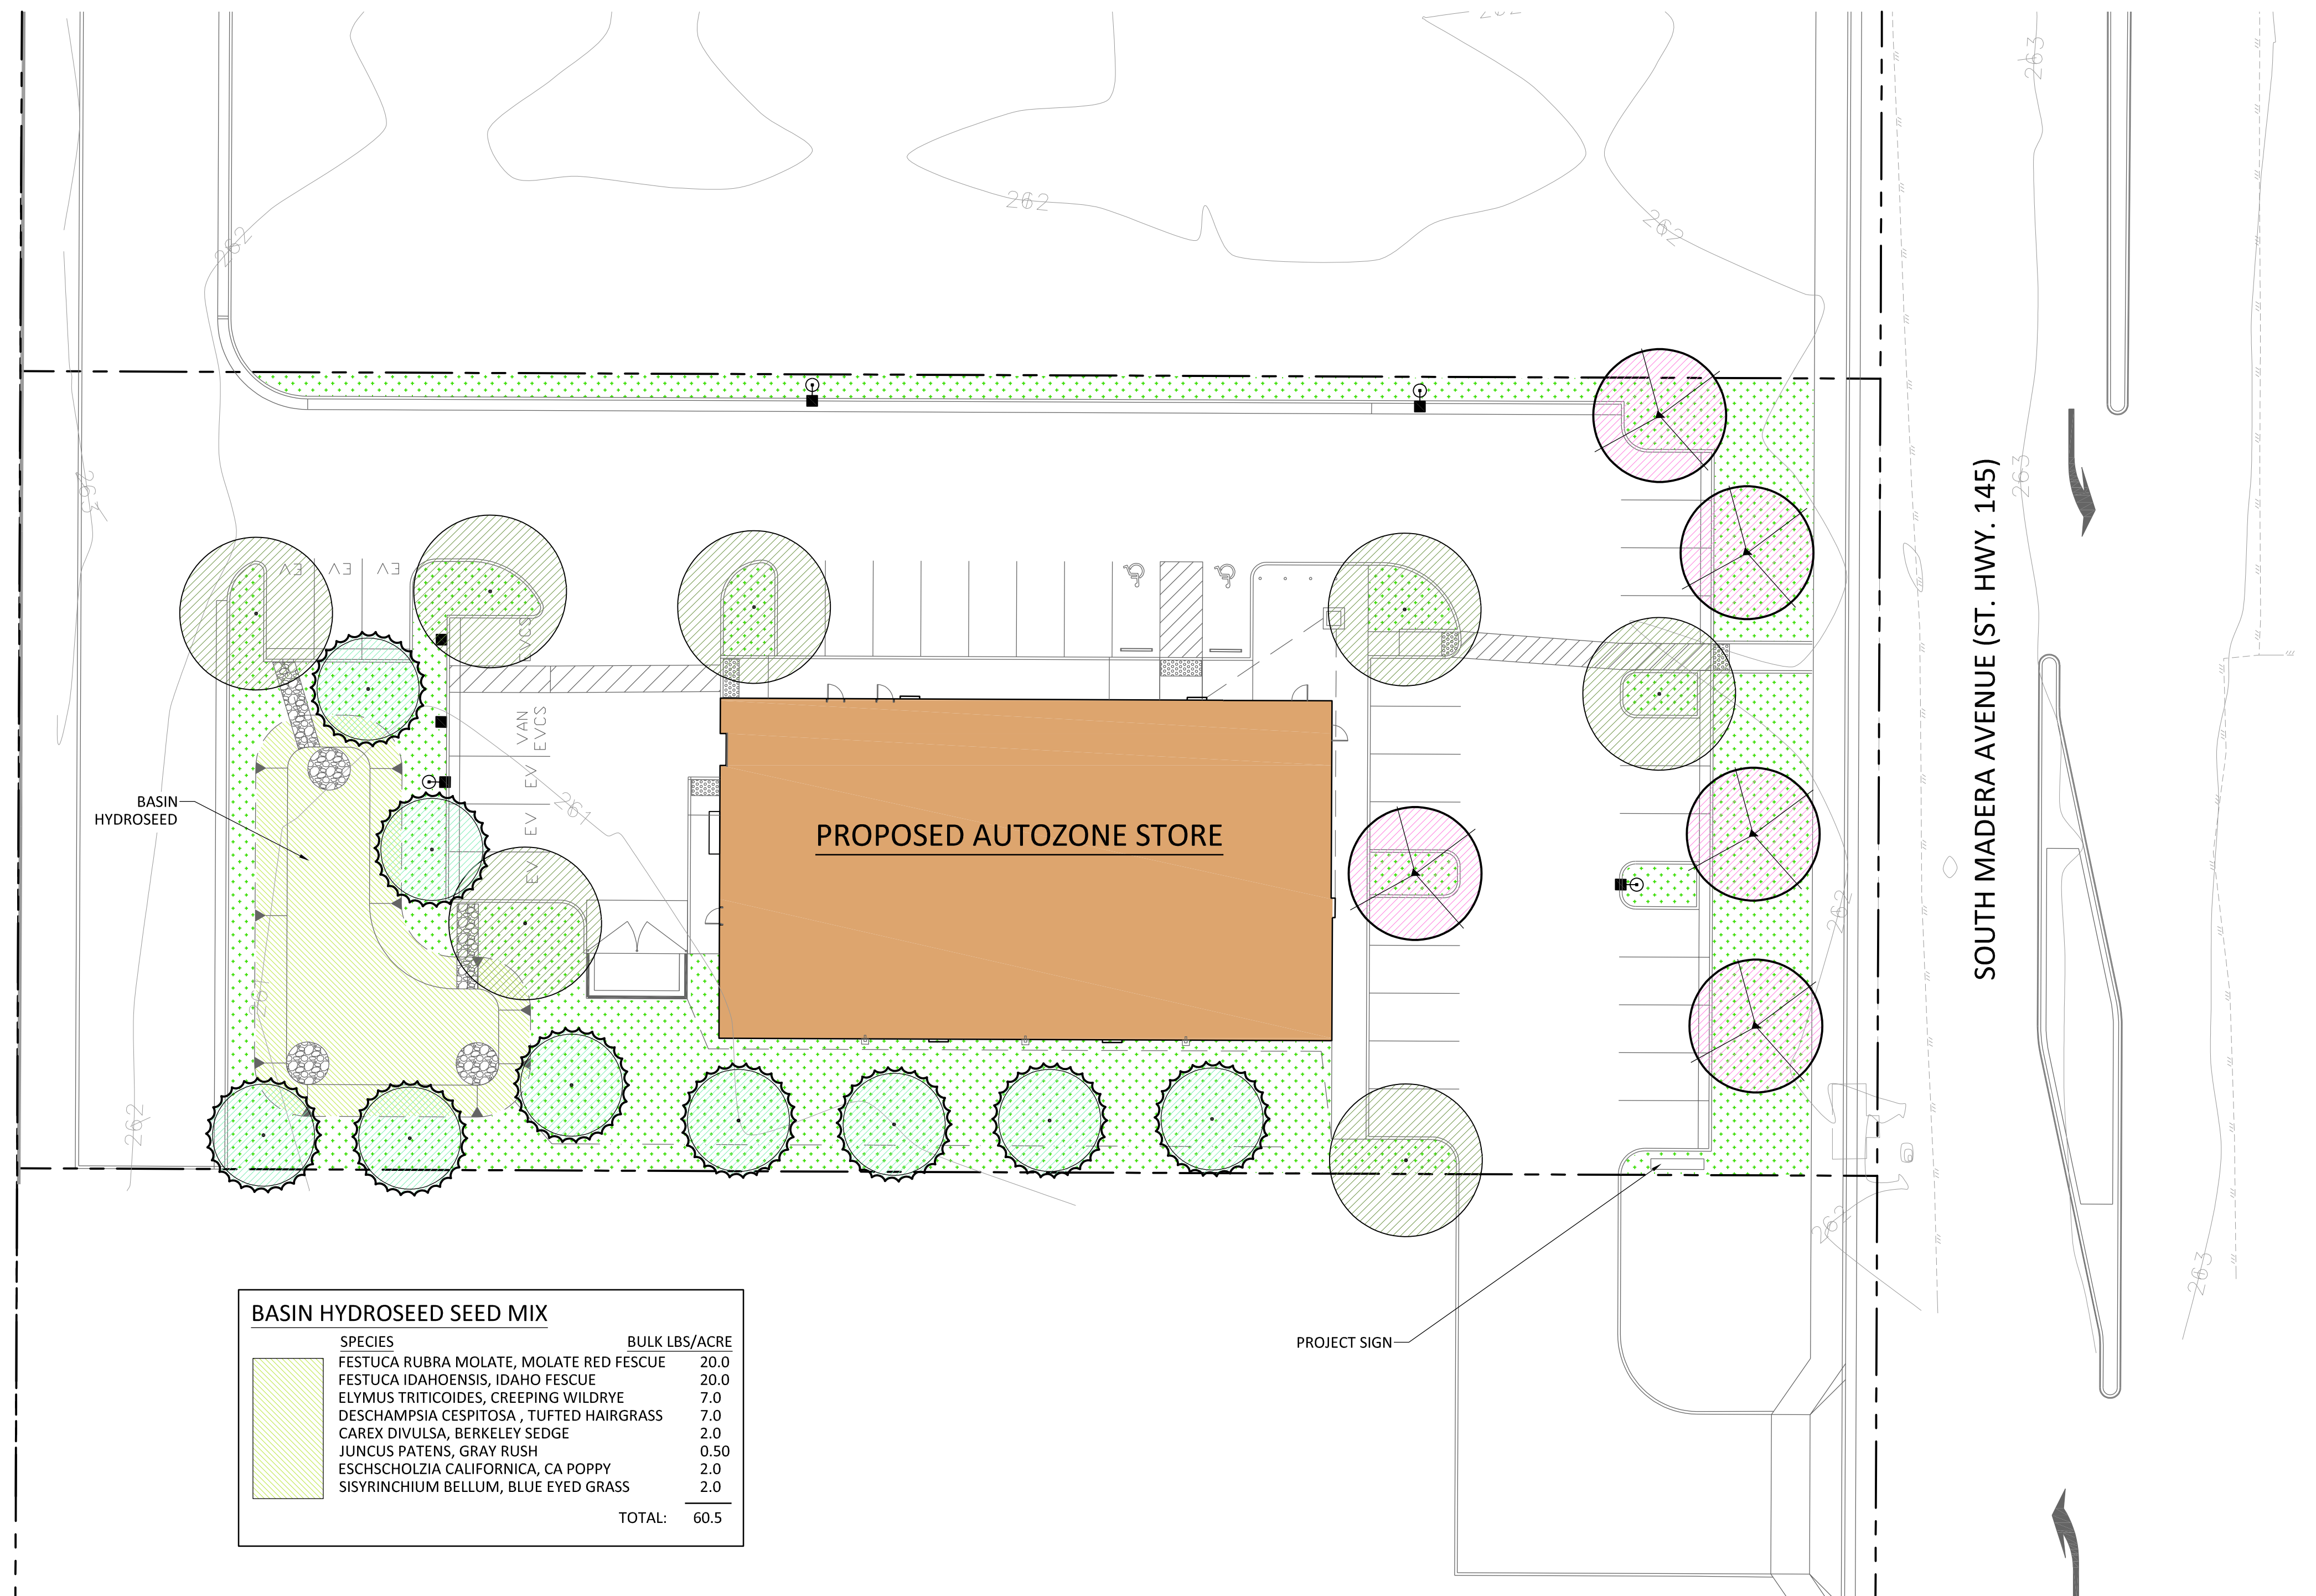 262
263
262
262
262
263
263
SOUTH MADERA AVENUE (ST. HWY. 145)
EV
EV
EV
EVCS
VAN
EVCS
EV
EV
EV
261
BASIN
HYDROSEED
PROPOSED AUTOZONE STORE
262
261
262
262
263
PROJECT SIGN
BASIN HYDROSEED SEED MIX
SPECIES BULK LBS/ACRE
FESTUCA RUBRA MOLATE, MOLATE RED FESCUE 20.0
FESTUCA IDAHOENSIS, IDAHO FESCUE 20.0
ELYMUS TRITICOIDES, CREEPING WILDRYE 7.0
DESCHAMPSIA CESPITOSA , TUFTED HAIRGRASS 7.0
CAREX DIVULSA, BERKELEY SEDGE 2.0
JUNCUS PATENS, GRAY RUSH 0.50
ESCHSCHOLZIA CALIFORNICA, CA POPPY 2.0
SISYRINCHIUM BELLUM, BLUE EYED GRASS 2.0
TOTAL: 60.5